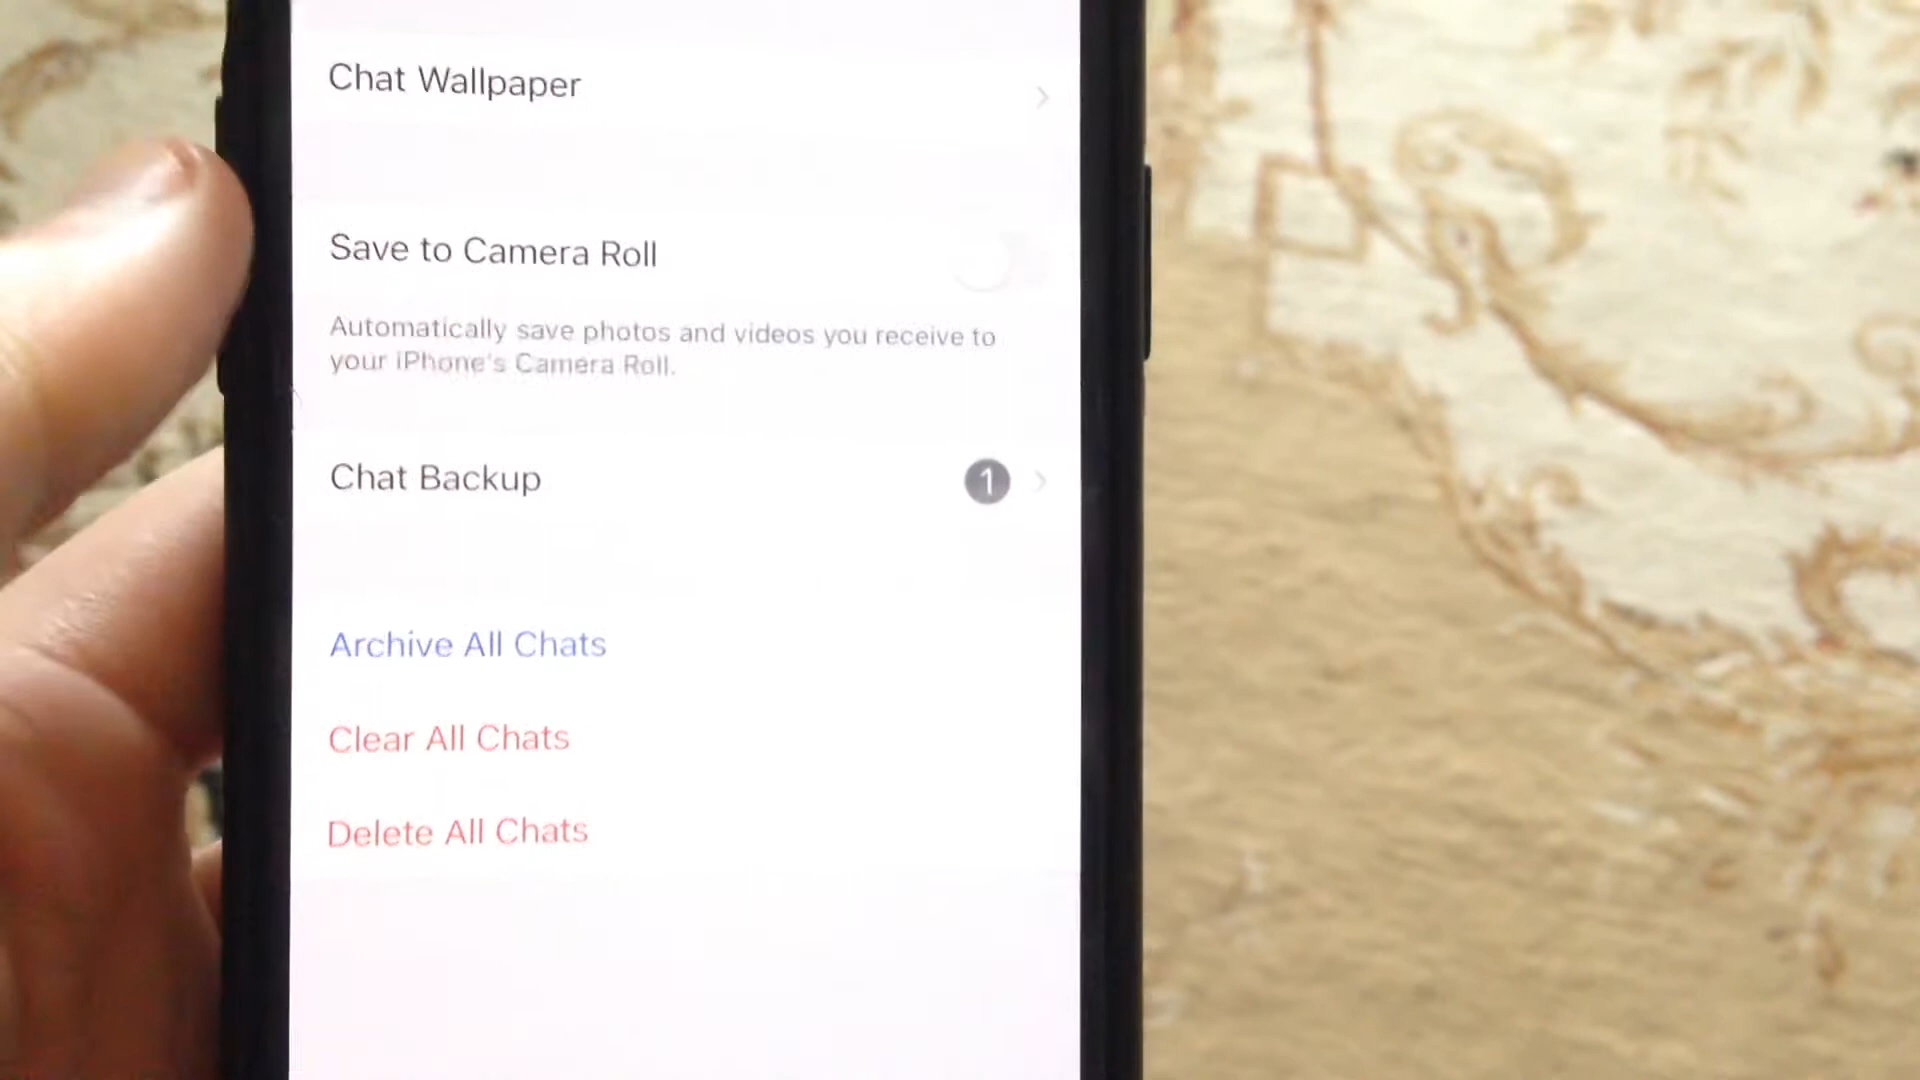 Chat Wallpaper
Save to Camera Roll
Automatically save photos and videos you receive to
your iPhone's Camera Roll.
Chat Backup 1
Archive All Chats
Clear All Chats
Delete All Chats